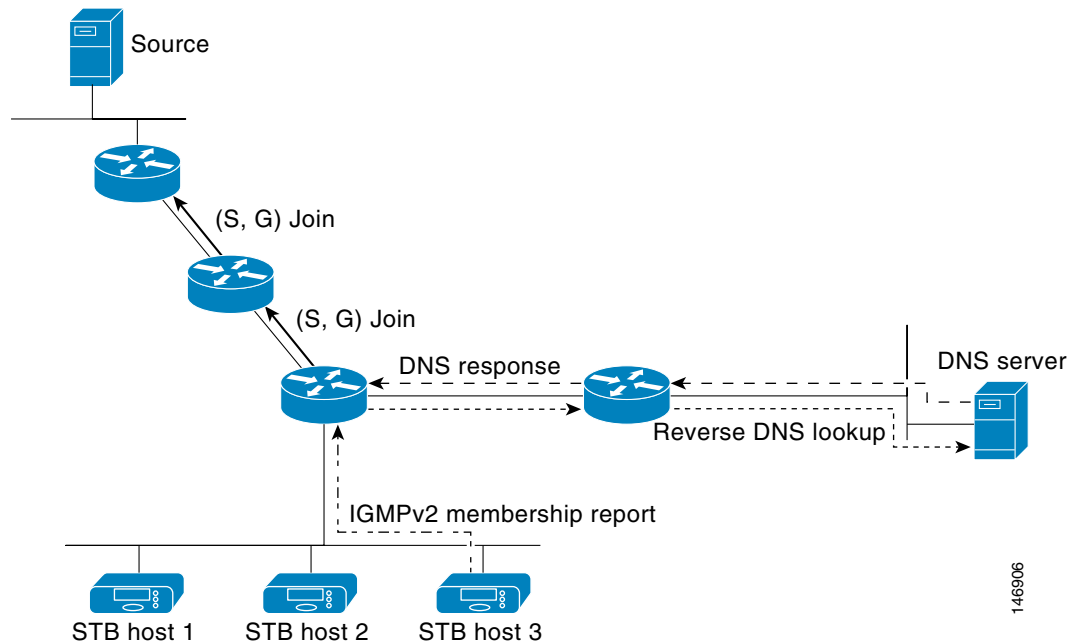 Source
(S, G) Join
(S, G) Join
DNS response
DNS server
Reverse DNS lookup
IGMPv2 membership report
STB host 1
STB host 2
STB host 3
146906